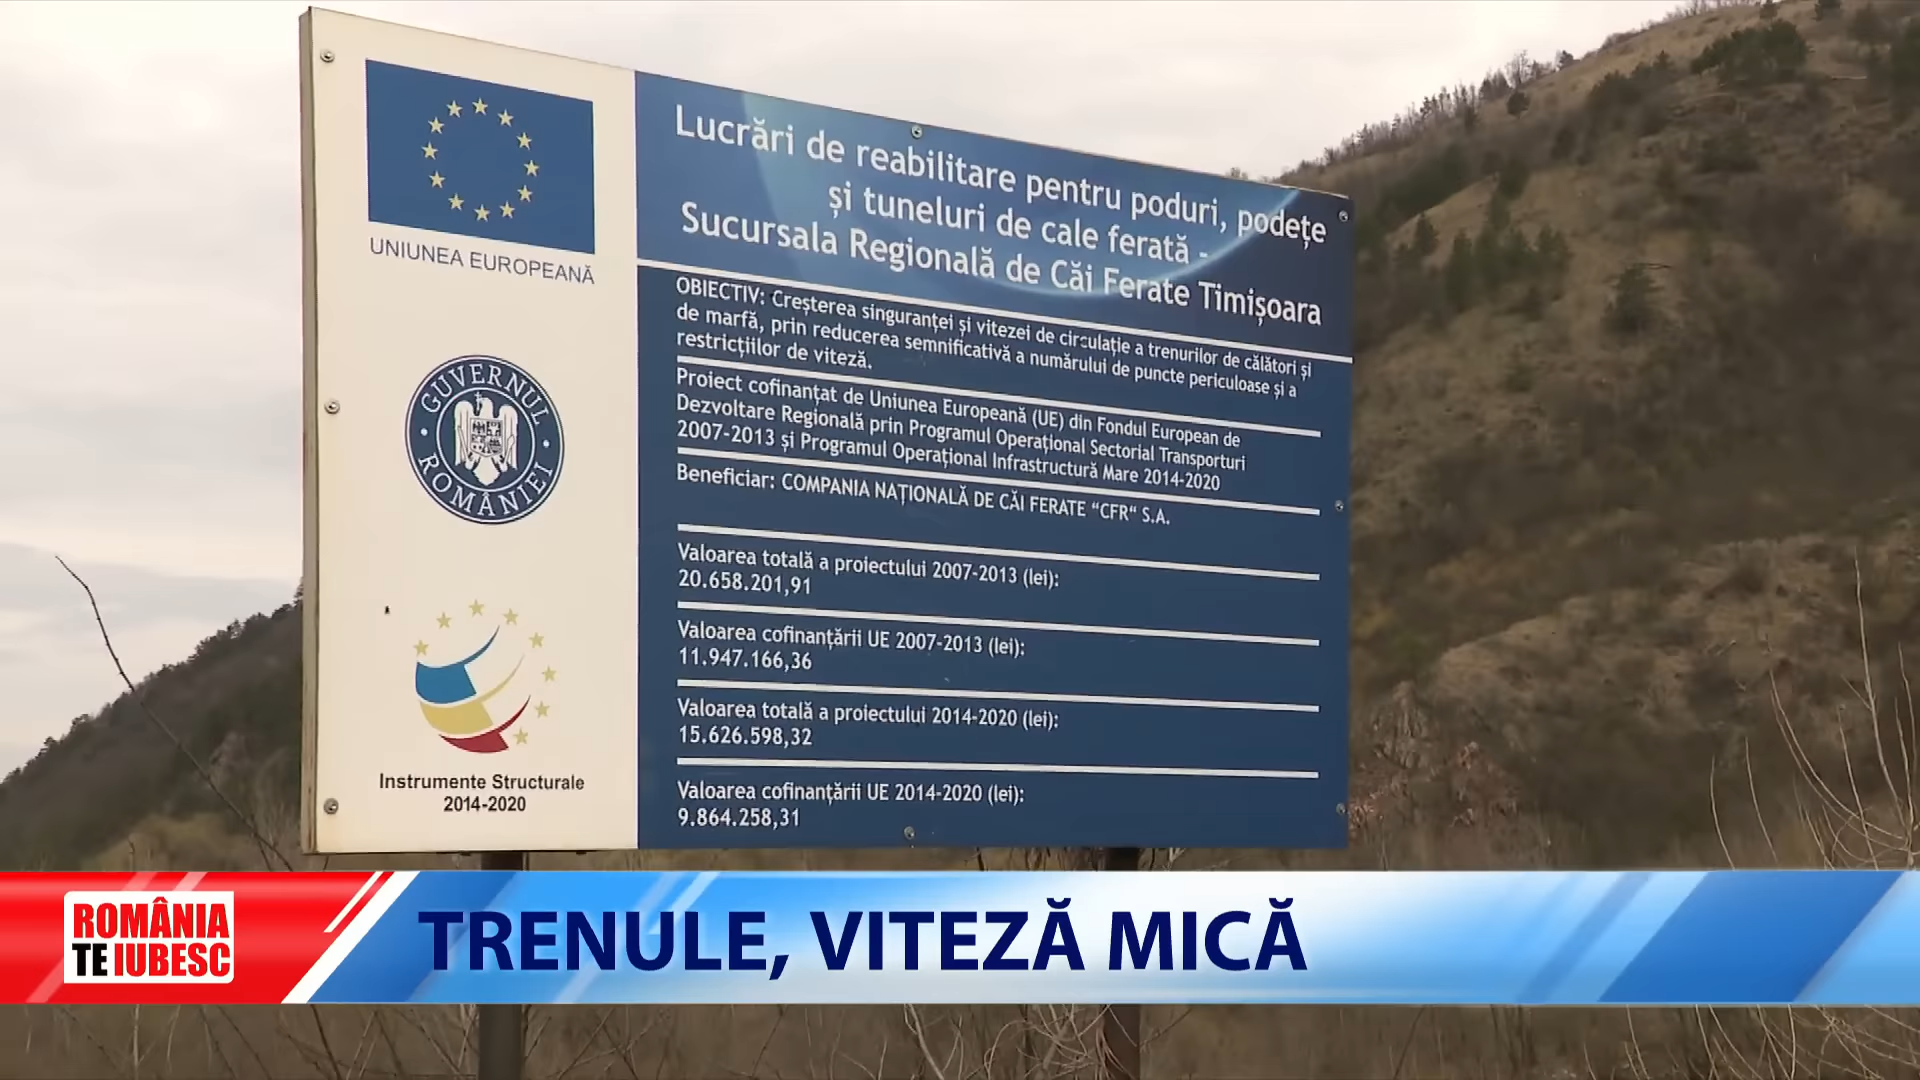 UNIUNEA EUROPEANĂ
GUVERNUL
ROMÂNIEI
Instrumente Structurale
2014-2020
Lucrări de reabilitare pentru poduri, podețe
și tuneluri de cale ferată -
Sucursala Regională de Căi Ferate Timișoara
OBIECTIV: Creșterea singuranței și vitezei de circulație a trenurilor de călători și
de marfă, prin reducerea semnificativă a numărului de puncte periculoase și a
restricțiilor de viteză.
Proiect cofinanțat de Uniunea Europeană (UE) din Fondul European de
Dezvoltare Regională prin Programul Operațional Sectorial Transporturi
2007-2013 și Programul Operațional Infrastructură Mare 2014-2020
Beneficiar: COMPANIA NAȚIONALĂ DE CĂI FERATE “CFR“ S.A.
Valoarea totală a proiectului 2007-2013 (lei):
20.658.201,91
Valoarea cofinanțării UE 2007-2013 (lei):
11.947.166,36
Valoarea totală a proiectului 2014-2020 (lei):
15.626.598,32
Valoarea cofinanțării UE 2014-2020 (lei):
9.864.258,31
ROMÂNIA
TE IUBESC
TRENULE, VITEZĂ MICĂ